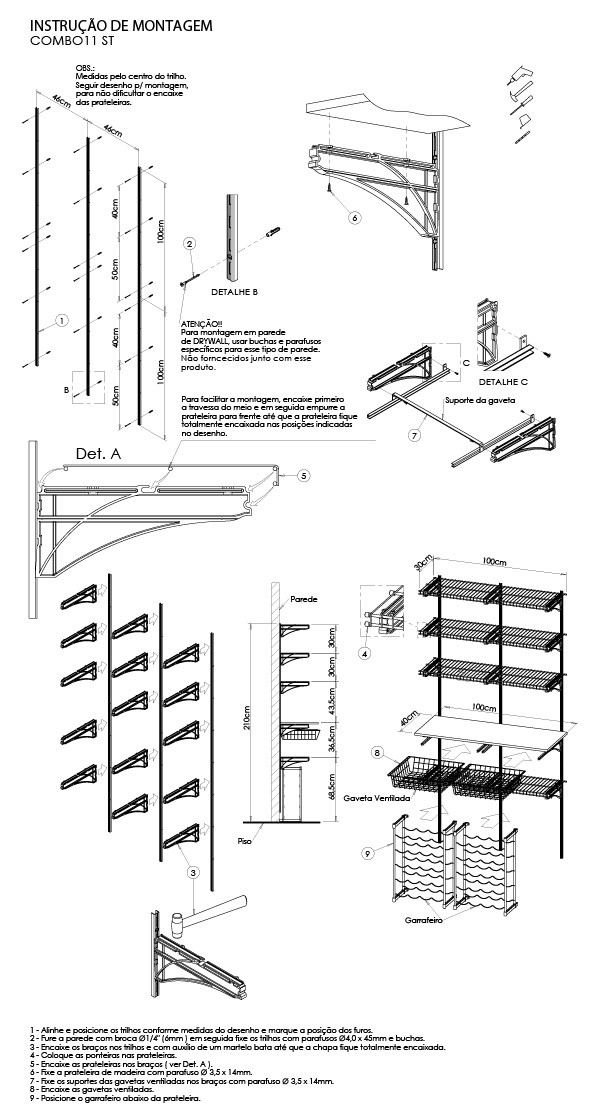 INSTRUÇÃO DE MONTAGEM
COMBO11 ST
OBS.:
Medidas pelo centro do trilho.
Seguir desenho p/ montagem,
para não dificultar o encaixe
das prateleiras.
46cm
46cm
40cm
50cm
40cm
50cm
100cm
100cm
1
B
2
DETALHE B
6
ATENÇÃO!!
Para montagem em parede
de DRYWALL, usar buchas e parafusos
específicos para esse tipo de parede.
Não fornecidos junto com esse
produto.
C
DETALHE C
Suporte da gaveta
7
Para facilitar a montagem, encaixe primeiro
a travessa do meio e em seguida empurre a
prateleira para frente até que a prateleira fique
totalmente encaixada nas posições indicadas
no desenho.
Det. A
5
Parede
210cm
30cm
30cm
43,5cm
36,5cm
68,5cm
Piso
3
4
30cm
100cm
40cm
100cm
8
Gaveta Ventilada
9
Garrafeiro
1 - Alinhe e posicione os trilhos conforme medidas do desenho e marque a posição dos furos.
2 - Fure a parede com broca Ø1/4" (6mm ) em seguida fixe os trilhos com parafusos Ø4,0 x 45mm e buchas.
3 - Encaixe os braços nos trilhos e com auxílio de um martelo bata até que a chapa fique totalmente encaixada.
4 - Coloque as ponteiras nas prateleiras.
5 - Encaixe as prateleiras nos braços ( ver Det. A ).
6 - Fixe a prateleira de madeira com parafuso Ø 3,5 x 14mm.
7 - Fixe os suportes das gavetas ventiladas nos braços com parafuso Ø 3,5 x 14mm.
8 - Encaixe as gavetas ventiladas.
9 - Posicione o garrafeiro abaixo da prateleira.